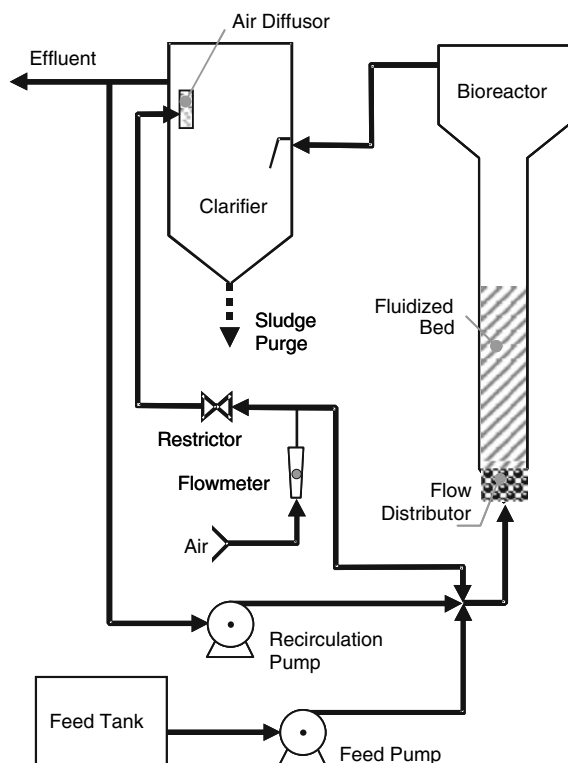 Air Diffusor
Effluent
Bioreactor
Clarifier
Fluidized
Bed
Sludge
Purge
Restrictor
Flowmeter
Flow
Distributor
Air
Recirculation
Pump
Feed Tank
Feed Pump